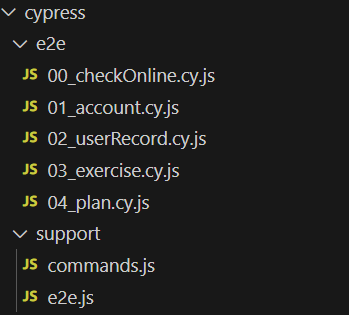 cypress
e2e
JS 00_checkOnline.cy.js
JS 01_account.cy.js
JS 02_userRecord.cy.js
JS 03_exercise.cy.js
JS 04_plan.cy.js
support
JS commands.js
JS e2e.js